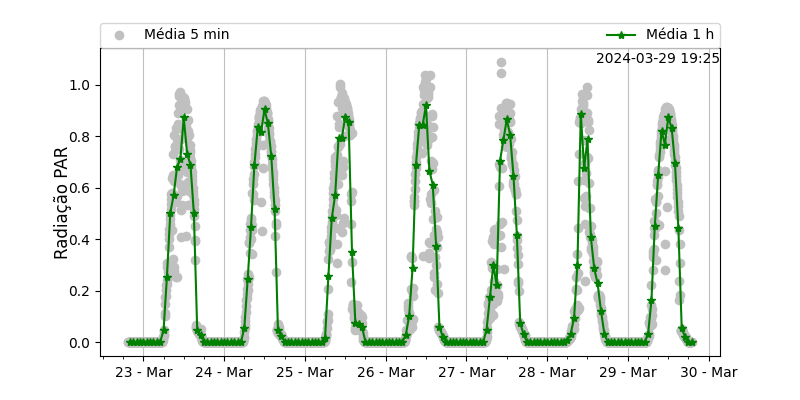 Média 5 min
Média 1 h
2024-03-29 19:25
Radiação PAR
1.0
0.8
0.6
0.4
0.2
0.0
23 - Mar
24 - Mar
25 - Mar
26 - Mar
27 - Mar
28 - Mar
29 - Mar
30 - Mar